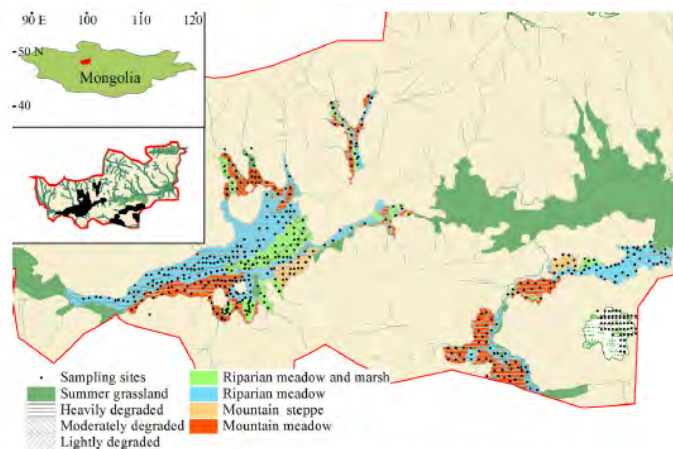 90 E 100 110 120
50 N
Mongolia
40
Sampling sites
Summer grassland
Heavily degraded
Moderately degraded
Lightly degraded
Riparian meadow and marsh
Riparian meadow
Mountain steppe
Mountain meadow